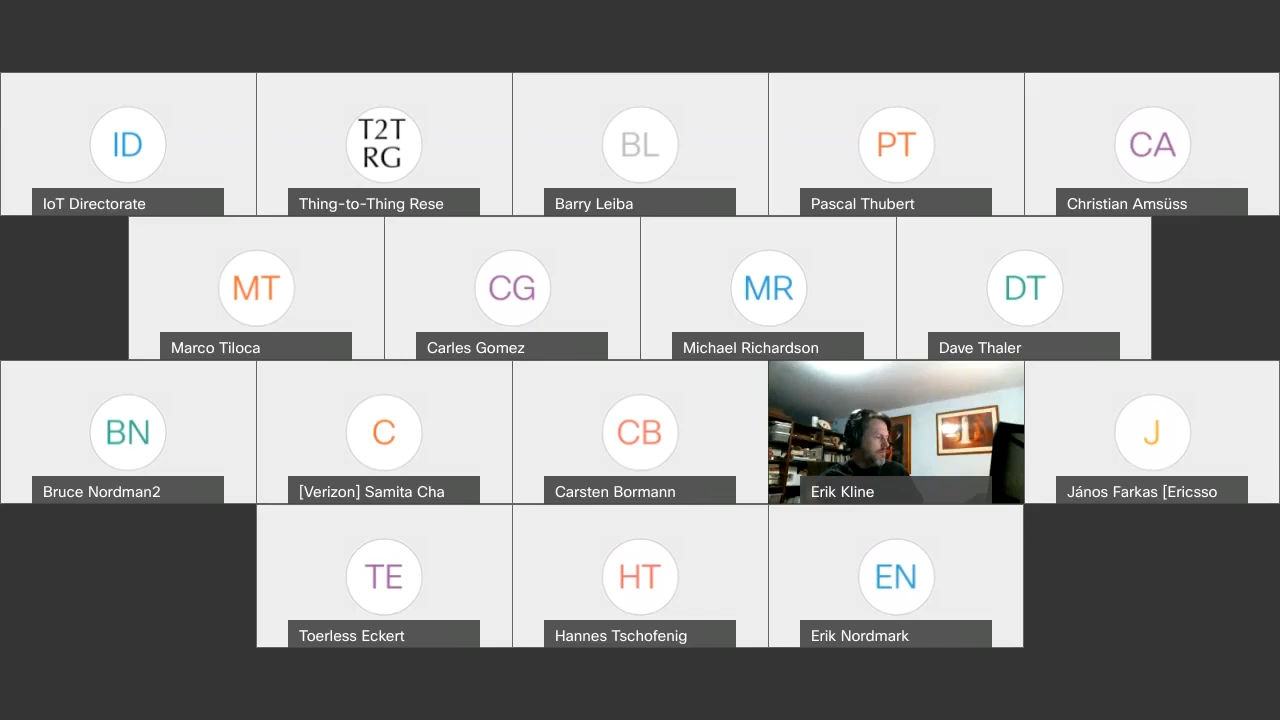 ID
T2T
RG
BL
PT
CA
IoT Directorate
Thing-to-Thing Rese
Barry Leiba
Pascal Thubert
Christian Amsüss
MT
CG
MR
DT
Marco Tiloca
Carles Gomez
Michael Richardson
Dave Thaler
BN
C
CB
J
Bruce Nordman2
[Verizon] Samita Cha
Carsten Bormann
Erik Kline
János Farkas [Ericsso
TE
HT
EN
Toerless Eckert
Hannes Tschofenig
Erik Nordmark